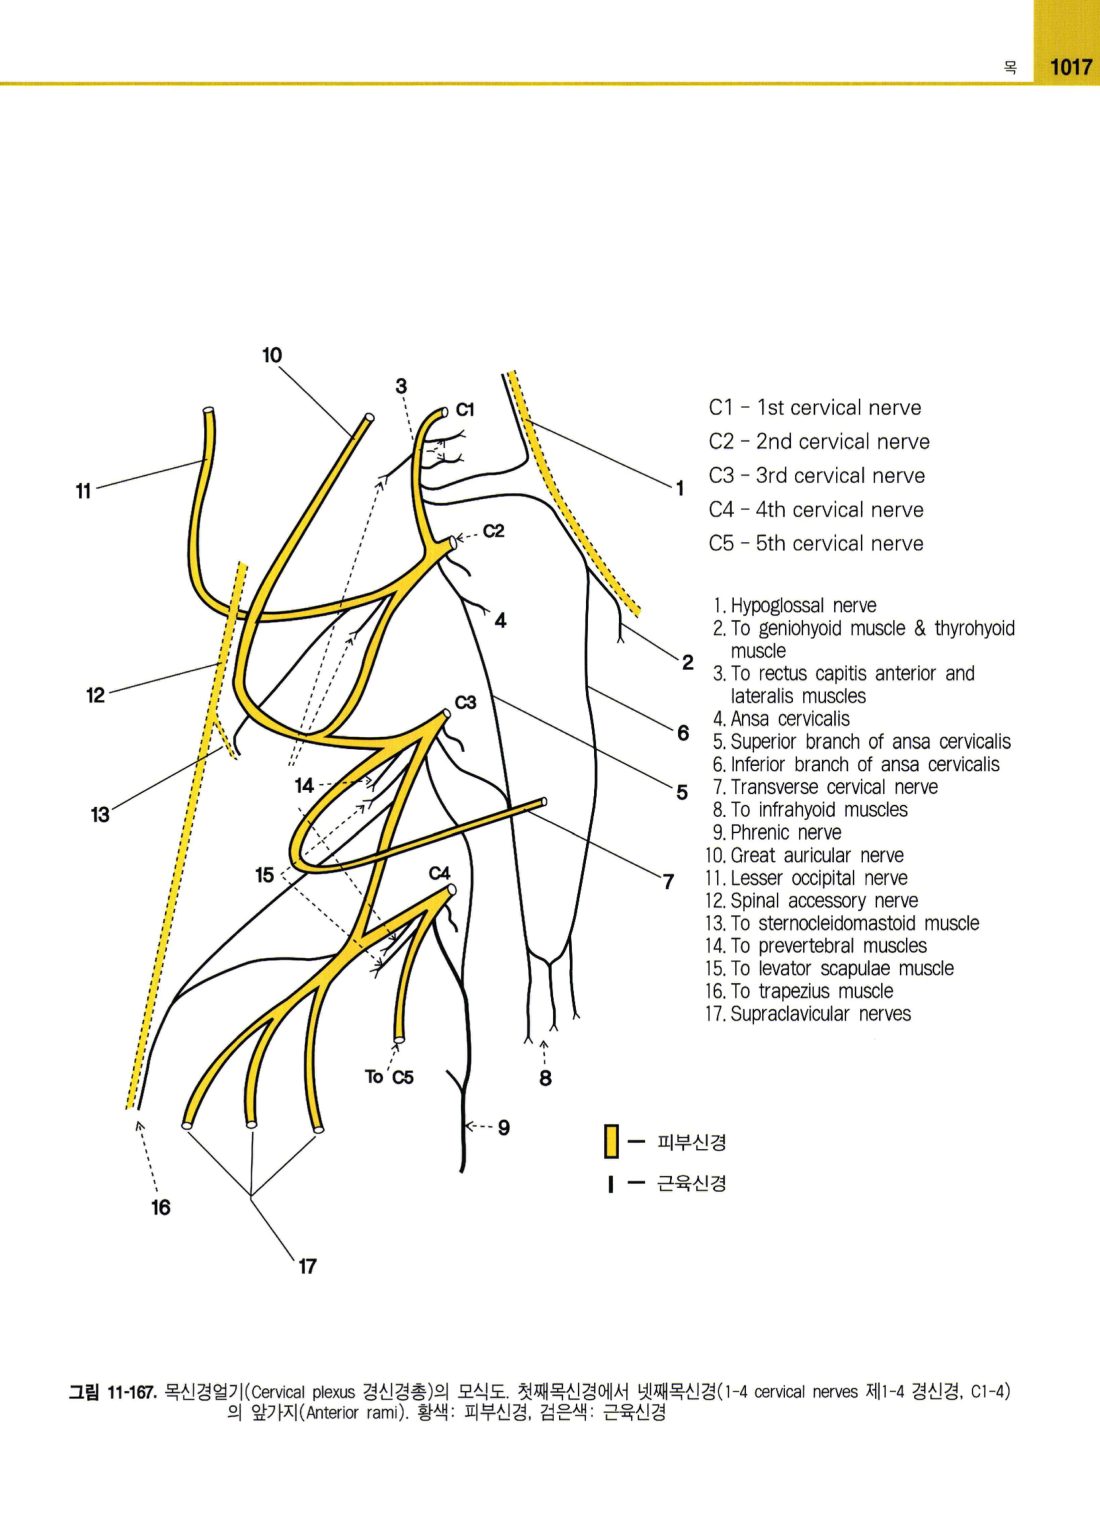 목 1017
10
3
C1
11
1
C2
4
12
2
C3
6
14
5
13
15
C4
7
To C5
8
9
16
17
C1 – 1st cervical nerve
C2 – 2nd cervical nerve
C3 – 3rd cervical nerve
C4 – 4th cervical nerve
C5 – 5th cervical nerve
1. Hypoglossal nerve
2. To geniohyoid muscle & thyrohyoid
muscle
3. To rectus capitis anterior and
lateralis muscles
4. Ansa cervicalis
5. Superior branch of ansa cervicalis
6. Inferior branch of ansa cervicalis
7. Transverse cervical nerve
8. To infrahyoid muscles
9. Phrenic nerve
10. Great auricular nerve
11. Lesser occipital nerve
12. Spinal accessory nerve
13. To sternocleidomastoid muscle
14. To prevertebral muscles
15. To levator scapulae muscle
16. To trapezius muscle
17. Supraclavicular nerves
– 피부신경
– 근육신경
그림 11-167. 목신경얼기(Cervical plexus 경신경총)의 모식도. 첫째목신경에서 넷째목신경(1-4 cervical nerves 제1-4 경신경, C1-4)
의 앞가지(Anterior rami). 황색: 피부신경, 검은색: 근육신경